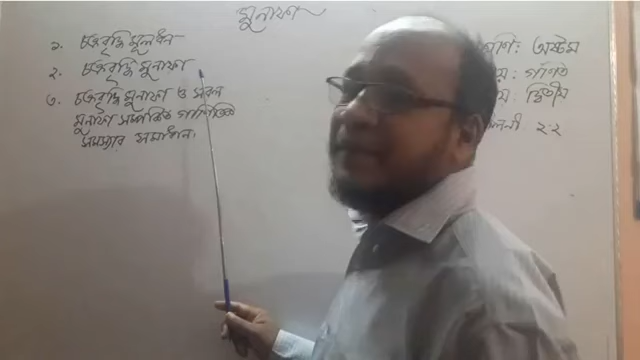 মুনাফা
১. চক্রবৃদ্ধি মূলধন
২. চক্রবৃদ্ধি মুনাফা
৩. চক্রবৃদ্ধি মুনাফা ও সরল
মুনাফা সম্পর্কিত গাণিতিক
সমস্যার সমাধান।
অষ্টম
: গণিত
দ্বিতীয়
২.২